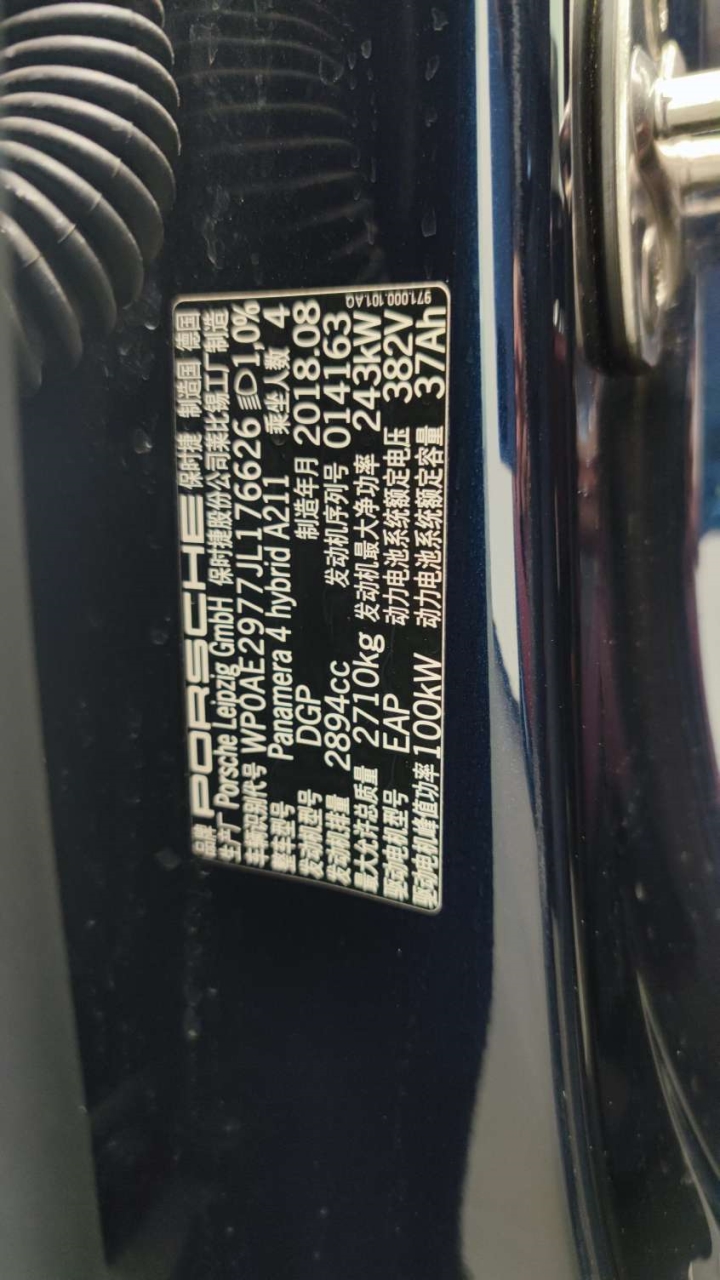 品牌 PORSCHE 保时捷 制造国 德国
生产厂 Porsche Leipzig GmbH 保时捷股份公司莱比锡工厂制造
车辆识别代号 WP0AE2977JL176626 1,0%
整车型号 Panamera 4 hybrid A211 乘坐人数 4
发动机型号 DGP 制造年月 2018.08
发动机排量 2894cc 发动机序列号 014163
最大允许总质量 2710kg 发动机最大净功率 243kW
驱动电机型号 EAP 动力电池系统额定电压 382V
驱动电机峰值功率 100kW 动力电池系统额定容量 37Ah
971.000.101.AQ